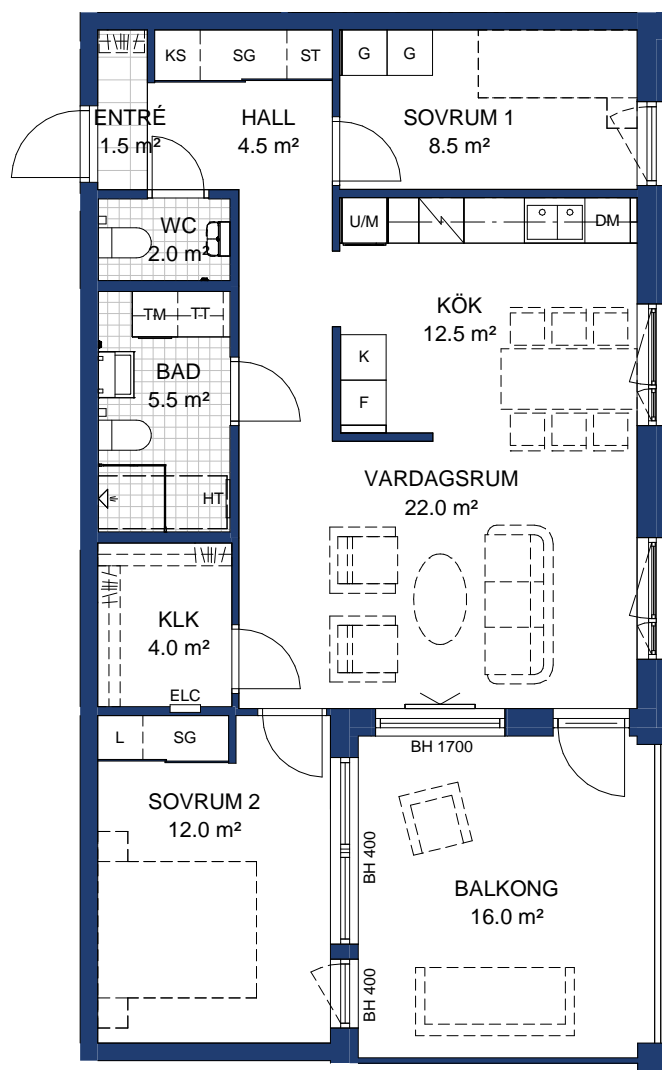 KS
SG
ST
G
G
ENTRÉ
1.5 m²
HALL
4.5 m²
SOVRUM 1
8.5 m²
WC
2.0 m²
U/M
DM
KÖK
12.5 m²
TM
TT
BAD
5.5 m²
K
F
HT
VARDAGSRUM
22.0 m²
KLK
4.0 m²
ELC
L
SG
BH 1700
SOVRUM 2
12.0 m²
BH 400
BALKONG
16.0 m²
BH 400